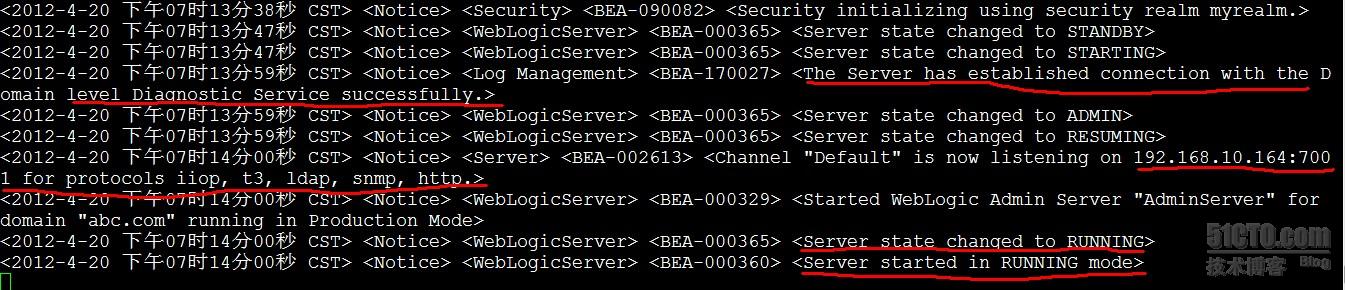 <2012-4-20 下午07时13分38秒 CST> <Notice> <Security> <BEA-090082> <Security initializing using security realm myrealm.>
<2012-4-20 下午07时13分47秒 CST> <Notice> <WebLogicServer> <BEA-000365> <Server state changed to STANDBY>
<2012-4-20 下午07时13分47秒 CST> <Notice> <WebLogicServer> <BEA-000365> <Server state changed to STARTING>
<2012-4-20 下午07时13分59秒 CST> <Notice> <Log Management> <BEA-170027> <The Server has established connection with the D
omain level Diagnostic Service successfully.>
<2012-4-20 下午07时13分59秒 CST> <Notice> <WebLogicServer> <BEA-000365> <Server state changed to ADMIN>
<2012-4-20 下午07时13分59秒 CST> <Notice> <WebLogicServer> <BEA-000365> <Server state changed to RESUMING>
<2012-4-20 下午07时14分00秒 CST> <Notice> <Server> <BEA-002613> <Channel "Default" is now listening on 192.168.10.164:700
1 for protocols iiop, t3, ldap, snmp, http.>
<2012-4-20 下午07时14分00秒 CST> <Notice> <WebLogicServer> <BEA-000329> <Started WebLogic Admin Server "AdminServer" for
domain "abc.com" running in Production Mode>
<2012-4-20 下午07时14分00秒 CST> <Notice> <WebLogicServer> <BEA-000365> <Server state changed to RUNNING>
<2012-4-20 下午07时14分00秒 CST> <Notice> <WebLogicServer> <BEA-000360> <Server started in RUNNING mode>
51CTO.com
技术博客 Blog